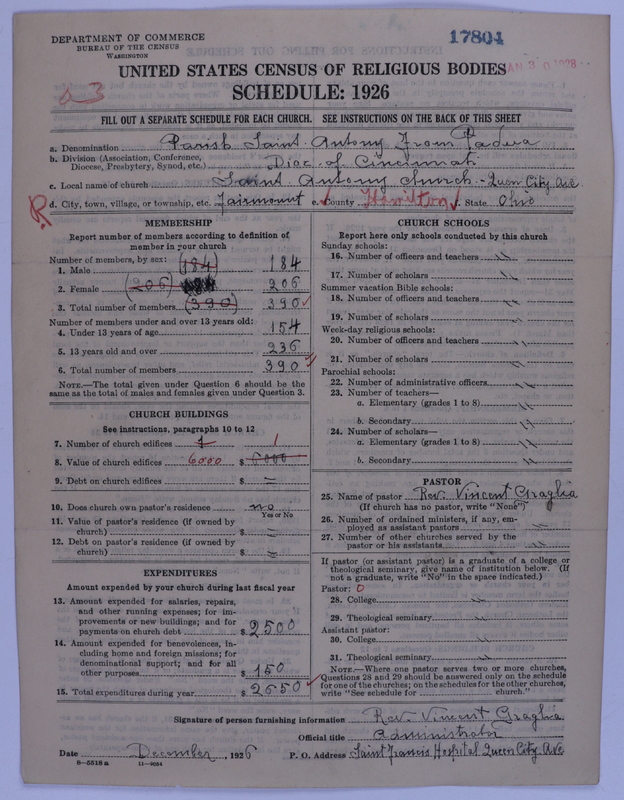 DEPARTMENT OF COMMERCE
BUREAU OF THE CENSUS
WASHINGTON
17804
UNITED STATES CENSUS OF RELIGIOUS BODIES
SCHEDULE: 1926
a 3
FILL OUT A SEPARATE SCHEDULE FOR EACH CHURCH. SEE INSTRUCTIONS ON THE BACK OF THIS SHEET
a. Denomination Parish Saint Antony From Padova
b. Division (Association, Conference, Diocese, Presbytery, Synod, etc.) Dioc. of Cincinnati
c. Local name of church Saint Antony church - Queen City Ave
d. City, town, village, or township, etc. Fairmount e. County Hamilton f. State Ohio
R
MEMBERSHIP
Report number of members according to definition of
member in your church
Number of members, by sex:
1. Male (184) 184
2. Female (206) 206
3. Total number of members (390) 390
Number of members under and over 13 years old:
4. Under 13 years of age 154
5. 13 years old and over 236
6. Total number of members 390
NOTE.—The total given under Question 6 should be
same as the total of males and females given under Question 3.
CHURCH BUILDINGS
See instructions, paragraphs 10 to 12
7. Number of church edifices 1 1
8. Value of church edifices 6000 $ 6000
9. Debt on church edifices $ =
10. Does church own pastor's residence no
Yes or No
11. Value of pastor's residence (if owned by
church) $ =
12. Debt on pastor's residence (if owned by
church) $ =
EXPENDITURES
Amount expended by your church during last fiscal year
13. Amount expended for salaries, repairs,
and other running expenses; for im-
provements or new buildings; and for
payments on church debt $ 2500
14. Amount expended for benevolences, in-
cluding home and foreign missions; for
denominational support; and for all
other purposes $ 150
15. Total expenditures during year $ 2650
CHURCH SCHOOLS
Report here only schools conducted by this church
Sunday schools:
16. Number of officers and teachers "
17. Number of scholars "
Summer vacation Bible schools:
18. Number of officers and teachers "
19. Number of scholars "
Week-day religious schools:
20. Number of officers and teachers "
21. Number of scholars "
Parochial schools:
22. Number of administrative officers "
23. Number of teachers—
a. Elementary (grades 1 to 8) "
b. Secondary "
24. Number of scholars—
a. Elementary (grades 1 to 8) "
b. Secondary "
PASTOR
25. Name of pastor Rev. Vincent Graglia
(If church has no pastor, write "None")
26. Number of ordained ministers, if any, em-
ployed as assistant pastors "
27. Number of other churches served by the
pastor or his assistants "
If pastor (or assistant pastor) is a graduate of a college or
theological seminary, give name of institution below. (If
not a graduate, write "No" in the space indicated.)
Pastor: 0
28. College "
29. Theological seminary "
Assistant pastor:
30. College "
31. Theological seminary "
NOTE.—Where one pastor serves two or more churches,
Questions 28 and 29 should be answered only on the schedule
for one of the churches; on the schedules for the other churches,
write "See schedule for church."
Signature of person furnishing information Rev. Vincent Graglia
Official title Administrator
Date December, 1926 P. O. Address Saint Francis Hospital Queen City Ave
8—5518a 11—9094